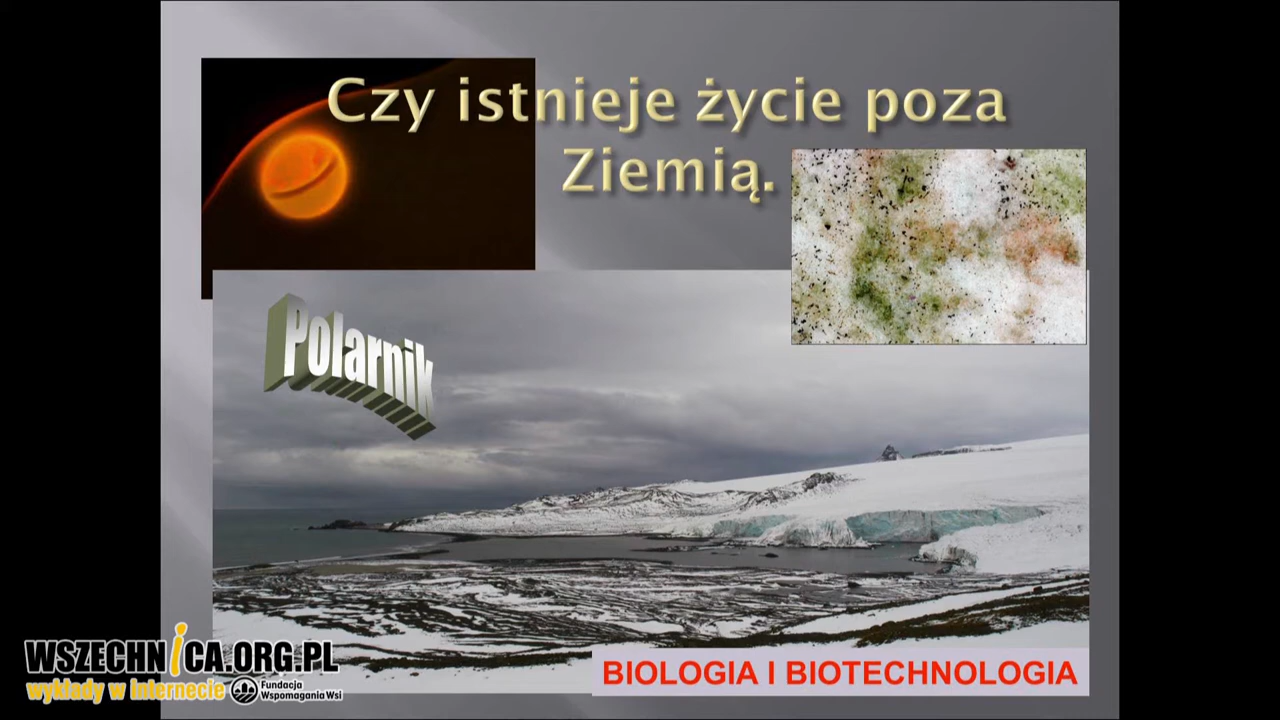 Czy istnieje życie poza
Ziemią.
Polarnik
BIOLOGIA I BIOTECHNOLOGIA
WSZECHNiCA.ORG.PL
wykłady w internecie
Fundacja
Wspomagania Wsi